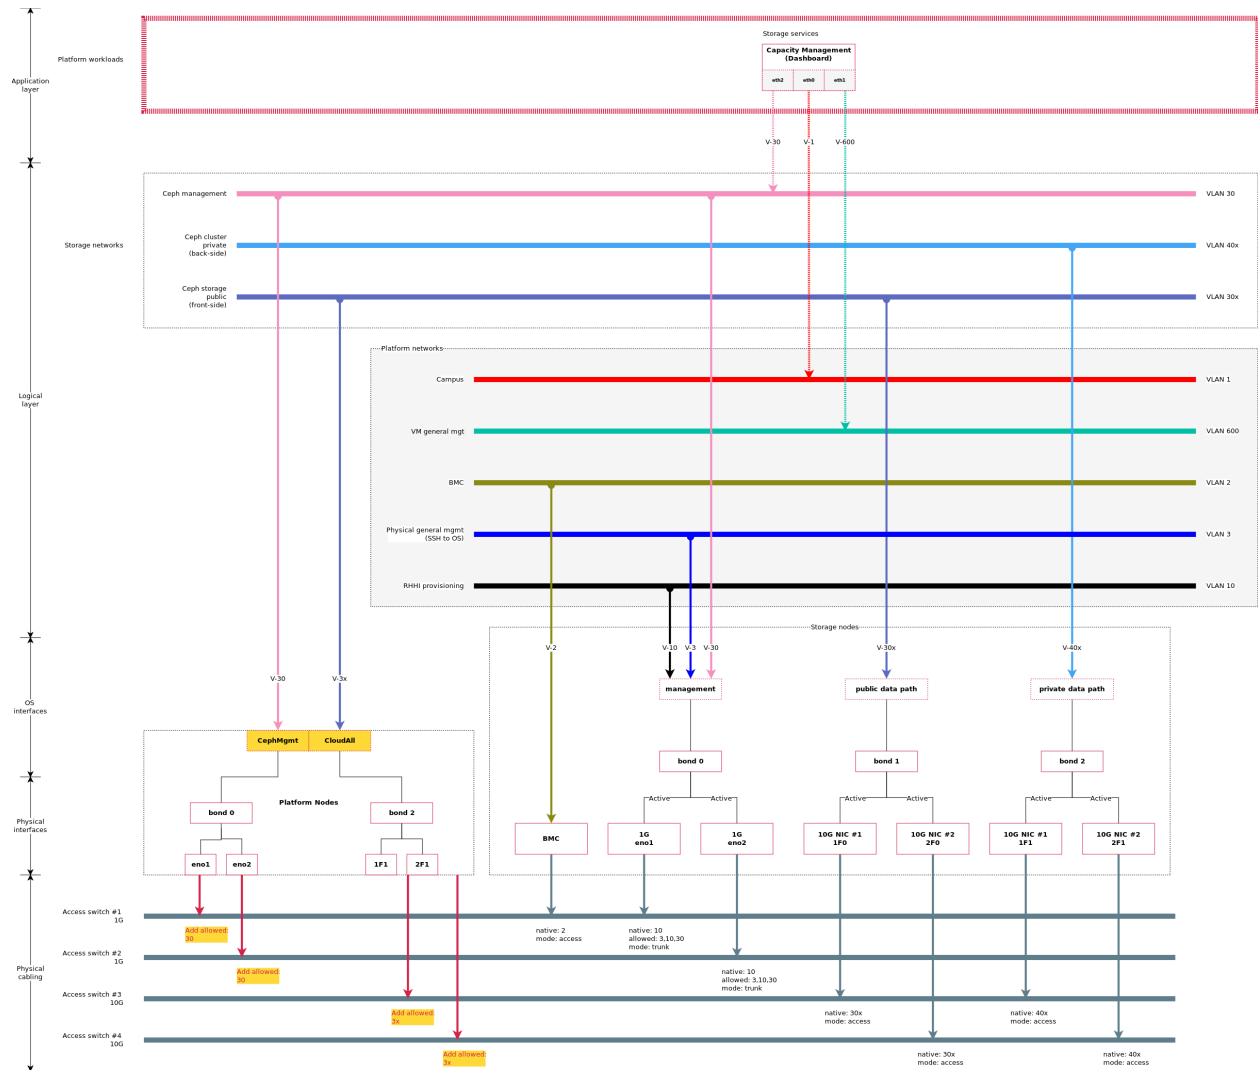 Storage services
Capacity Management
(Dashboard)
eth2
eth0
eth1
Platform workloads
Application
layer
V-30
V-1
V-600
Ceph management
VLAN 30
Storage networks
Ceph cluster
private
(back-side)
VLAN 40x
Ceph storage
public
(front-side)
VLAN 30x
Platform networks
Campus
VLAN 1
Logical
layer
VM general mgt
VLAN 600
BMC
VLAN 2
Physical general mgmt
(SSH to OS)
VLAN 3
RHHI provisioning
VLAN 10
Storage nodes
V-2
V-10
V-3
V-30
V-30x
V-40x
V-30
V-3x
OS
interfaces
management
public data path
private data path
CephMgmt
CloudAll
bond 0
bond 1
bond 2
Platform Nodes
Active
Active
Active
Active
Active
Active
Physical
interfaces
bond 0
bond 2
BMC
1G
eno1
1G
eno2
10G NIC #1
1F0
10G NIC #2
2F0
10G NIC #1
1F1
10G NIC #2
2F1
eno1
eno2
1F1
2F1
Access switch #1
1G
Add allowed:
30
native: 2
mode: access
native: 10
allowed: 3,10,30
mode: trunk
Access switch #2
1G
Physical
cabling
Add allowed:
30
native: 10
allowed: 3,10,30
mode: trunk
Access switch #3
10G
Add allowed:
3x
native: 30x
mode: access
native: 40x
mode: access
Access switch #4
10G
Add allowed:
3x
native: 30x
mode: access
native: 40x
mode: access